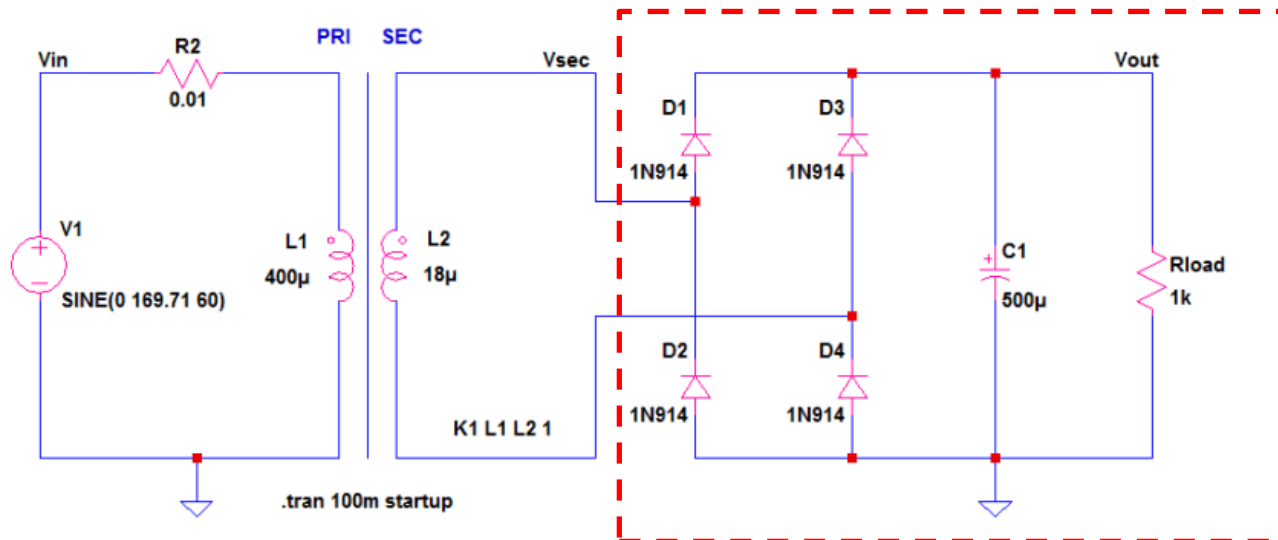 PRI SEC
Vin
R2
0.01
Vsec
Vout
D1
1N914
D3
1N914
V1
+
−
SINE(0 169.71 60)
L1
400µ
L2
18µ
C1
+
500µ
Rload
1k
D2
1N914
D4
1N914
K1 L1 L2 1
.tran 100m startup